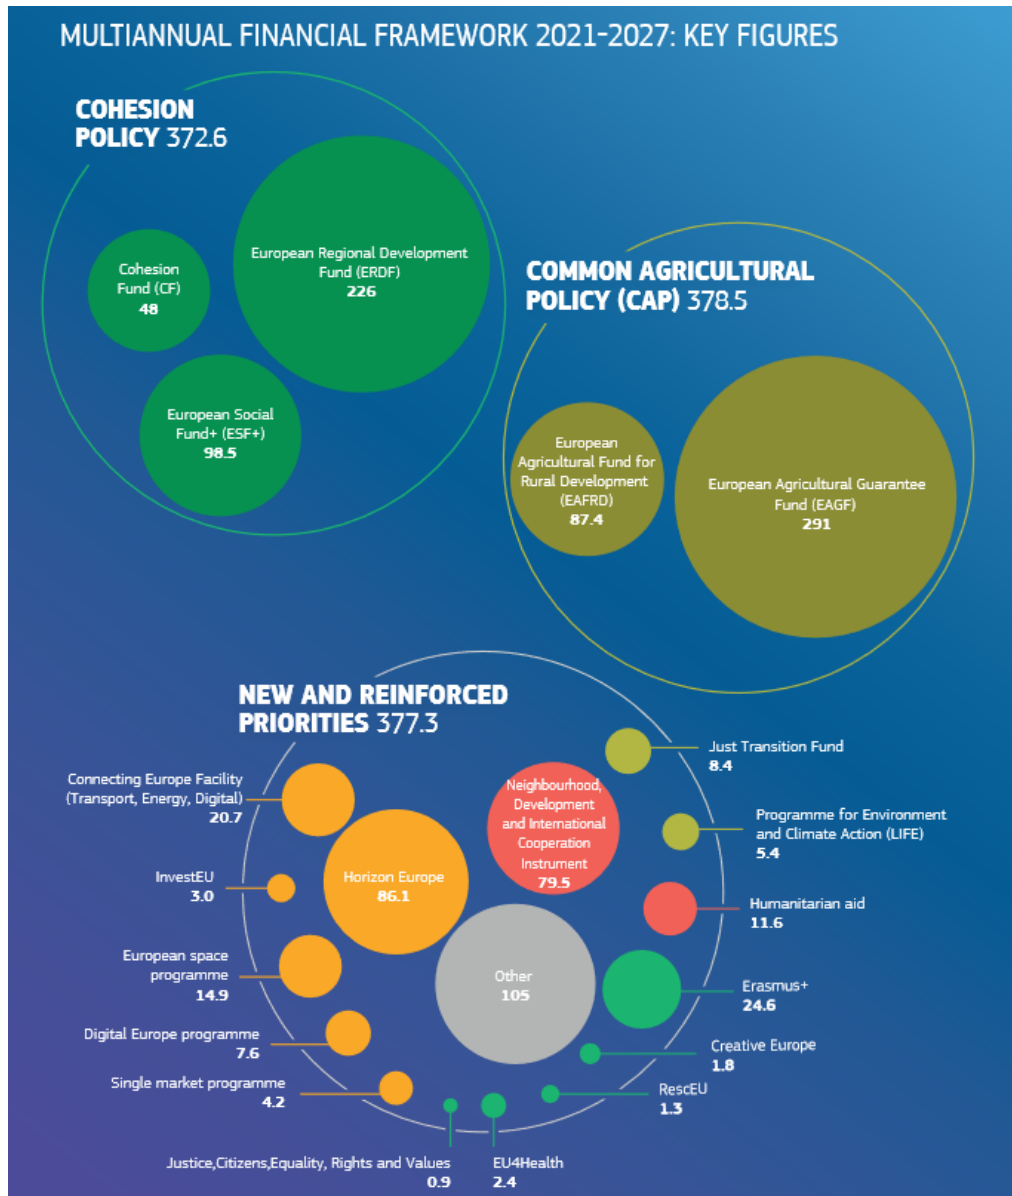 MULTIANNUAL FINANCIAL FRAMEWORK 2021-2027: KEY FIGURES
COHESION
POLICY 372.6
European Regional Development
Fund (ERDF)
226
Cohesion
Fund (CF)
48
European Social
Fund+ (ESF+)
98.5
COMMON AGRICULTURAL
POLICY (CAP) 378.5
European
Agricultural Fund for
Rural Development
(EAFRD)
87.4
European Agricultural Guarantee
Fund (EAGF)
291
NEW AND REINFORCED
PRIORITIES 377.3
Connecting Europe Facility
(Transport, Energy, Digital)
20.7
InvestEU
3.0
European space
programme
14.9
Digital Europe programme
7.6
Single market programme
4.2
Justice,Citizens,Equality, Rights and Values
0.9
EU4Health
2.4
Horizon Europe
86.1
Neighbourhood,
Development
and International
Cooperation
Instrument
79.5
Other
105
Just Transition Fund
8.4
Programme for Environment
and Climate Action (LIFE)
5.4
Humanitarian aid
11.6
Erasmus+
24.6
Creative Europe
1.8
RescEU
1.3